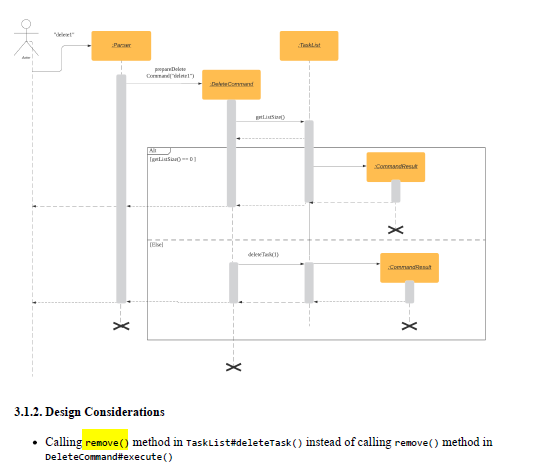 "delete1"
:Parser
:TaskList
prepareDelete
Command("delete1")
:DeleteCommand
getListSize()
Alt
[getListSize() == 0 ]
:CommandResult
[Else]
deleteTask(1)
:CommandResult
3.1.2. Design Considerations
• Calling remove() method in TaskList#deleteTask() instead of calling remove() method in
DeleteCommand#execute()